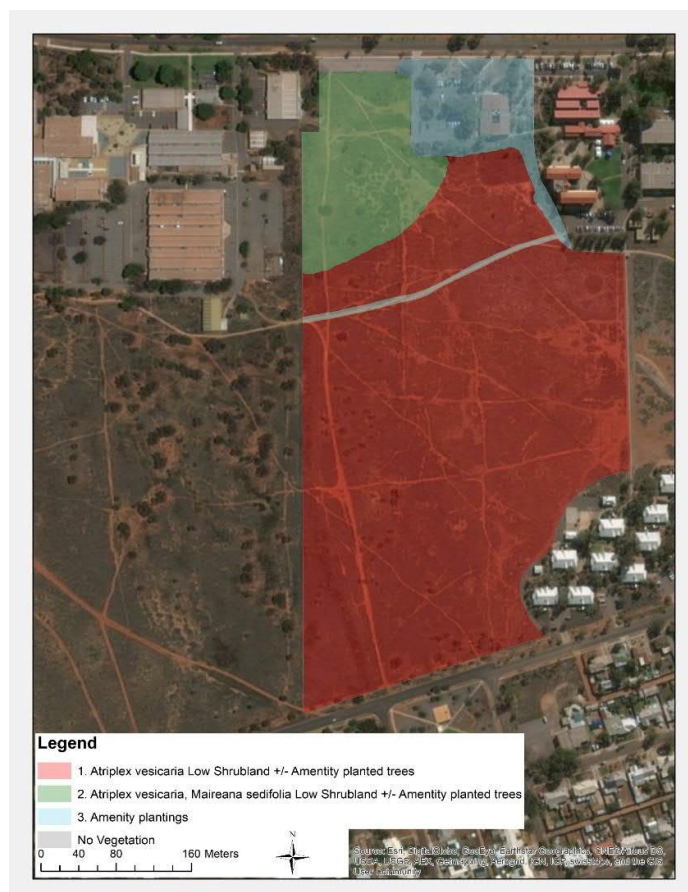 Legend
1. Atriplex vesicaria Low Shrubland +/- Amentity planted trees
2. Atriplex vesicaria, Maireana sedifolia Low Shrubland +/- Amentity planted trees
3. Amenity plantings
No Vegetation
0 40 80 160 Meters
N
Source: Esri, DigitalGlobe, GeoEye, Earthstar Geographics, CNES/Airbus DS,
USDA, USGS, AEX, Getmapping, Aerogrid, IGN, IGP, swisstopo, and the GIS
User Community